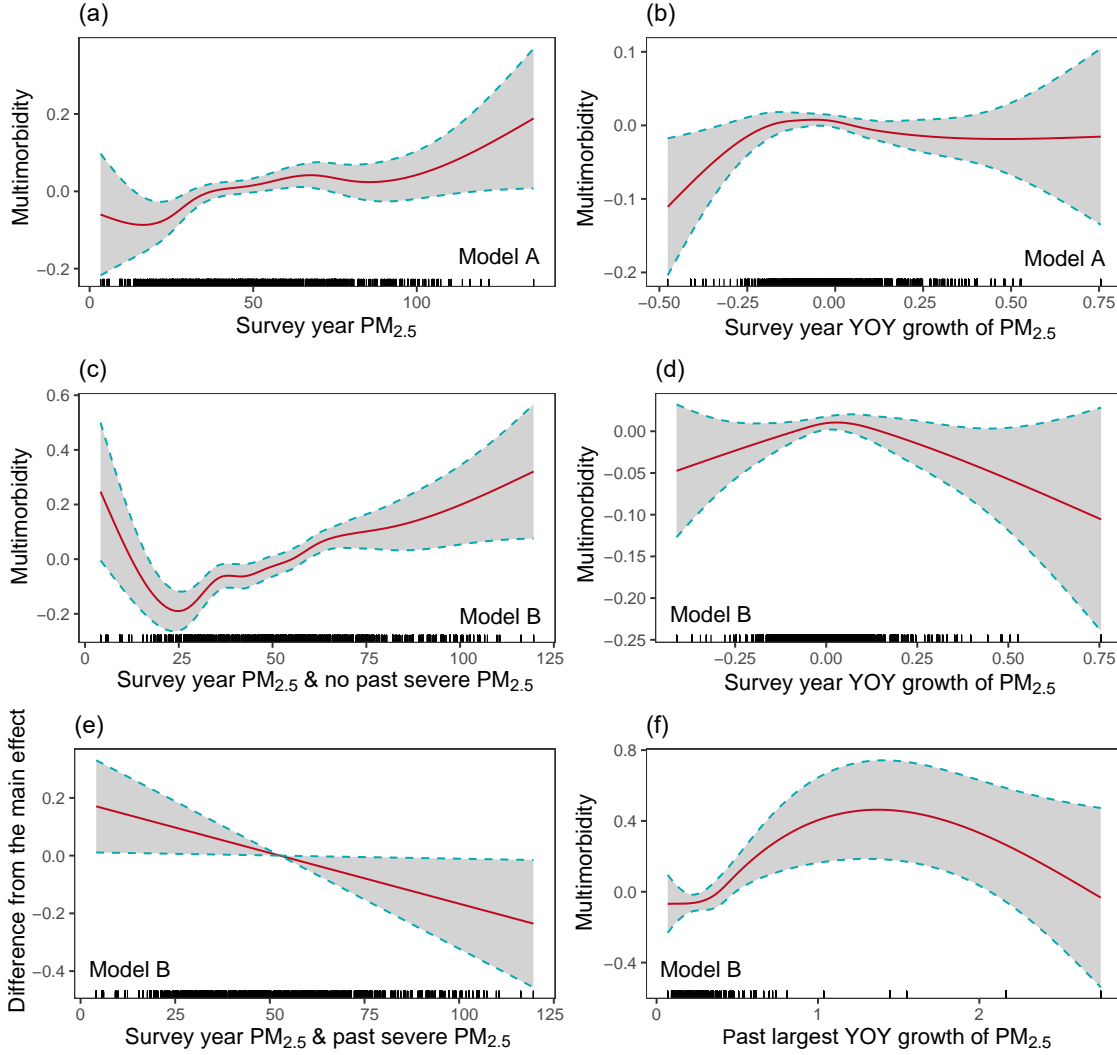 (a)
Multimorbidity
0.2
0.0
−0.2
Model A
0
50
100
Survey year PM2.5
(b)
Multimorbidity
0.1
0.0
−0.1
−0.2
Model A
−0.50
−0.25
0.00
0.25
0.50
0.75
Survey year YOY growth of PM2.5
(c)
Multimorbidity
0.6
0.4
0.2
0.0
−0.2
Model B
0
25
50
75
100
125
Survey year PM2.5 & no past severe PM2.5
(d)
Multimorbidity
0.00
−0.05
−0.10
−0.15
−0.20
−0.25
Model B
−0.25
0.00
0.25
0.50
0.75
Survey year YOY growth of PM2.5
(e)
Difference from the main effect
0.2
0.0
−0.2
−0.4
Model B
0
25
50
75
100
125
Survey year PM2.5 & past severe PM2.5
(f)
Multimorbidity
0.8
0.4
0.0
−0.4
Model B
0
1
2
Past largest YOY growth of PM2.5